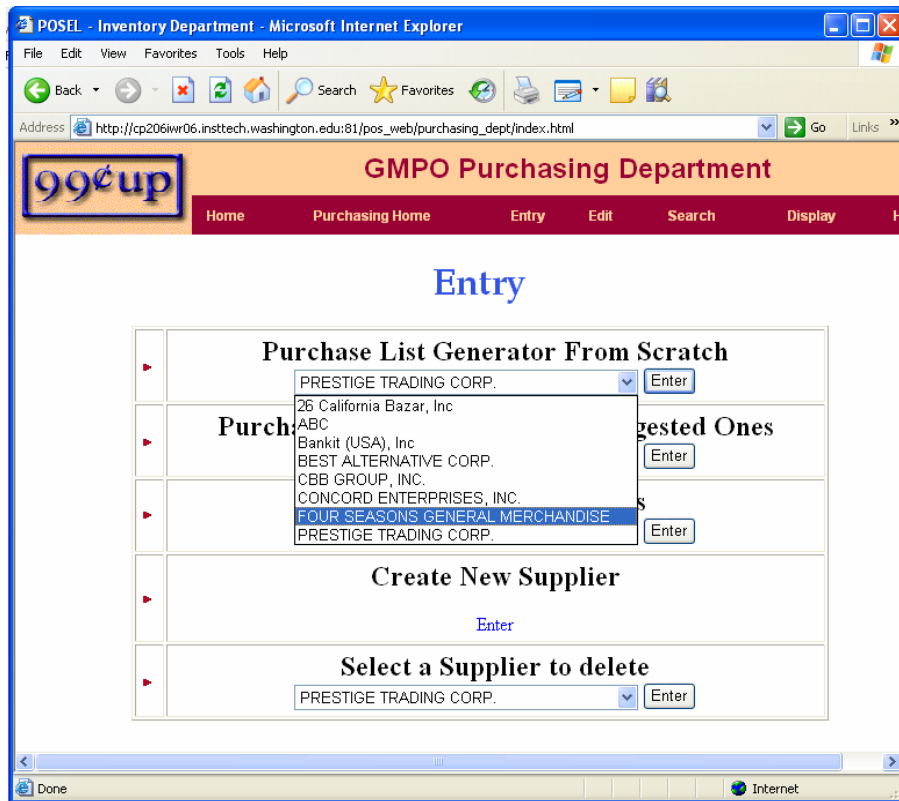 POSEL - Inventory Department - Microsoft Internet Explorer
File Edit View Favorites Tools Help
Back Search Favorites
Address http://cp206iwr06.insttech.washington.edu:81/pos_web/purchasing_dept/index.html Go Links »
99¢up
GMPO Purchasing Department
Home Purchasing Home Entry Edit Search Display
Entry
Purchase List Generator From Scratch
PRESTIGE TRADING CORP. Enter
26 California Bazar, Inc
ABC
Bankit (USA), Inc
BEST ALTERNATIVE CORP.
CBB GROUP, INC.
CONCORD ENTERPRISES, INC.
FOUR SEASONS GENERAL MERCHANDISE
PRESTIGE TRADING CORP.
Ones
Enter
Enter
Create New Supplier
Enter
Select a Supplier to delete
PRESTIGE TRADING CORP. Enter
Done Internet